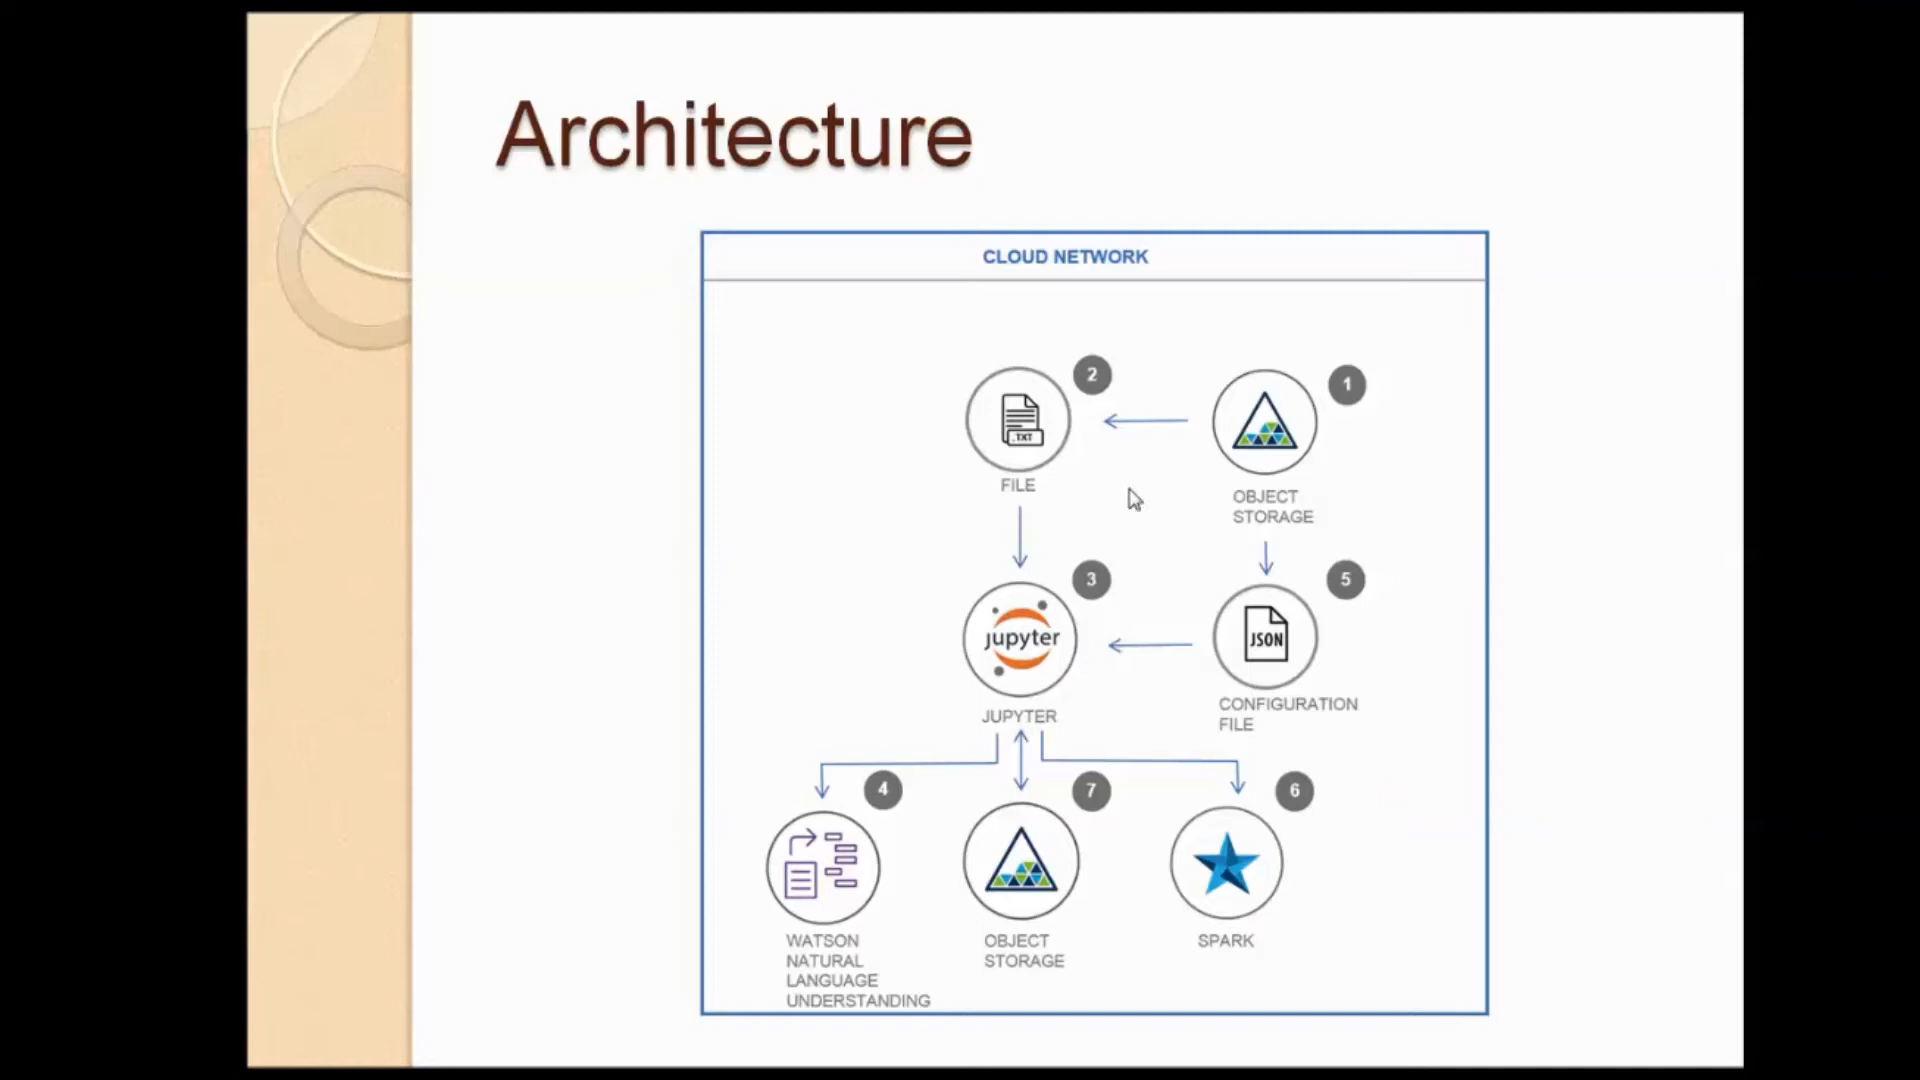 Architecture
CLOUD NETWORK
2
1
.TXT
FILE
OBJECT
STORAGE
3
5
jupyter
JSON
JUPYTER
CONFIGURATION
FILE
4
7
6
WATSON
NATURAL
LANGUAGE
UNDERSTANDING
OBJECT
STORAGE
SPARK